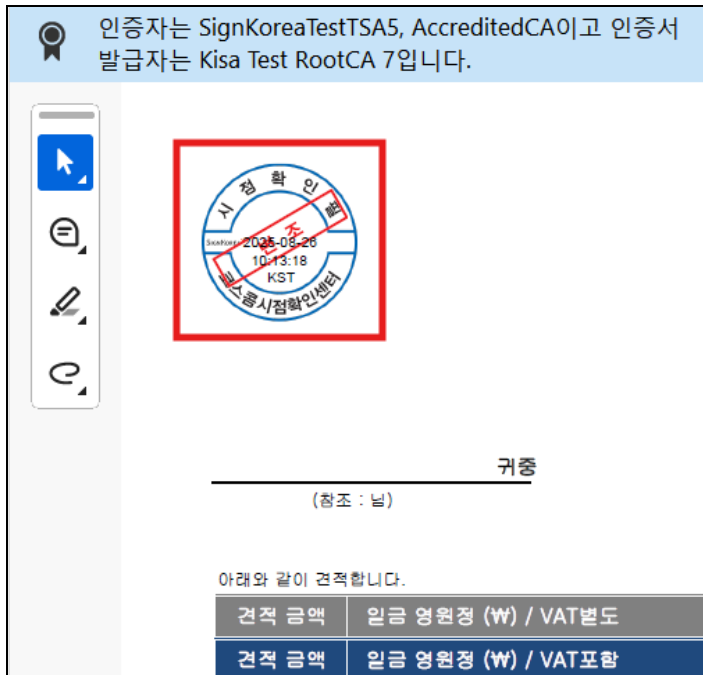 인증자는 SignKoreaTestTSA5, AccreditedCA이고 인증서
발급자는 Kisa Test RootCA 7입니다.
시 점 확 인 필
SignKorea
2025-08-26
10:13:18
KST
코스콤시점확인센터
귀중
(참조 : 님)
아래와 같이 견적합니다.
견적 금액 일금 영원정 (₩) / VAT별도
견적 금액 일금 영원정 (₩) / VAT포함